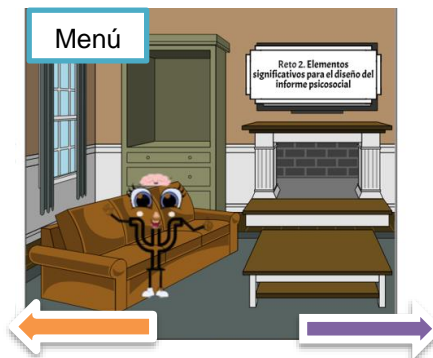 Menú
Reto 2. Elementos
significativos para el diseño del
informe psicosocial